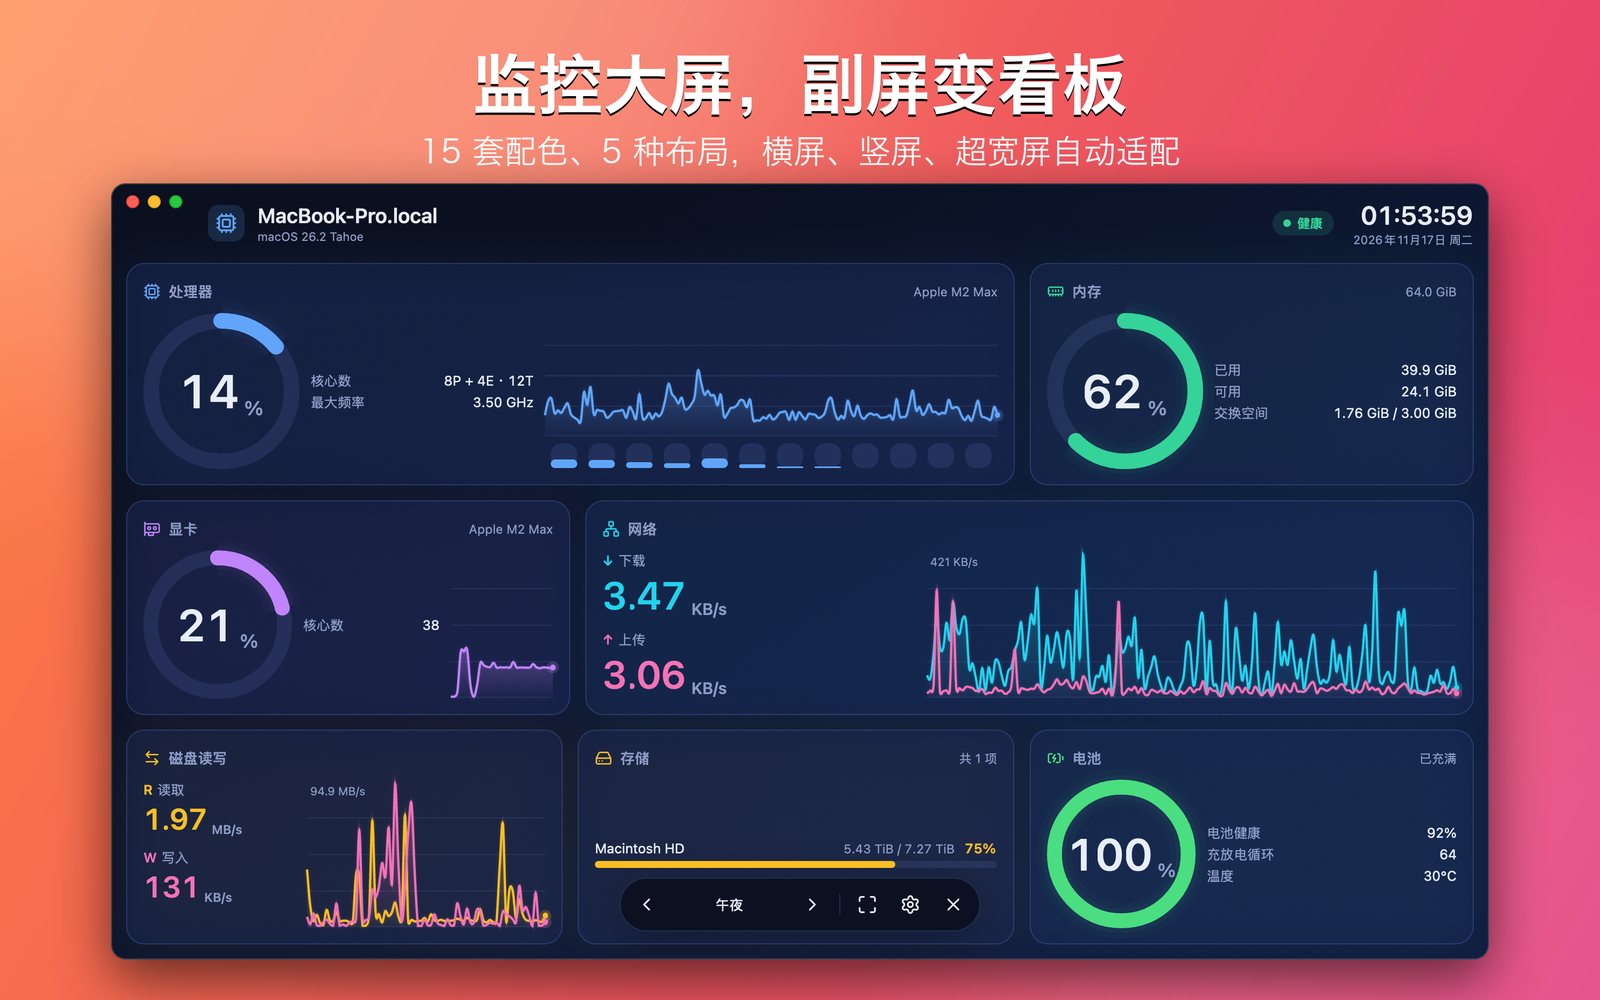 监控大屏，副屏变看板
15 套配色、5 种布局，横屏、竖屏、超宽屏自动适配
MacBook-Pro.local
macOS 26.2 Tahoe
健康
01:53:59
2026年11月17日 周二
处理器
Apple M2 Max
14 %
核心数
8P + 4E · 12T
最大频率
3.50 GHz
内存
64.0 GiB
62 %
已用
39.9 GiB
可用
24.1 GiB
交换空间
1.76 GiB / 3.00 GiB
显卡
Apple M2 Max
21 %
核心数
38
网络
下载
3.47 KB/s
上传
3.06 KB/s
421 KB/s
磁盘读写
R 读取
1.97 MB/s
W 写入
131 KB/s
94.9 MB/s
存储
共 1 项
Macintosh HD
5.43 TiB / 7.27 TiB
75%
午夜
电池
已充满
100 %
电池健康
92%
充放电循环
64
温度
30°C